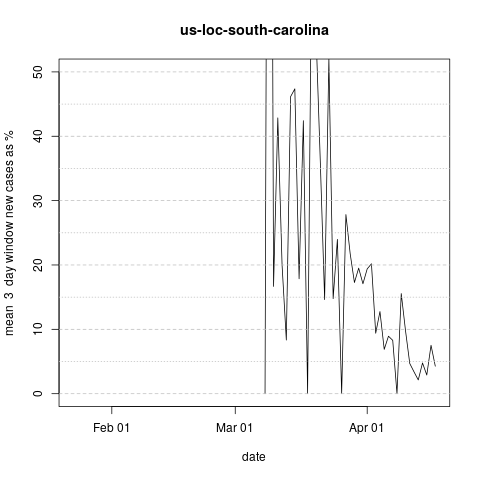 us-loc-south-carolina
mean 3 day window new cases as %
50
40
30
20
10
0
Feb 01
Mar 01
Apr 01
date